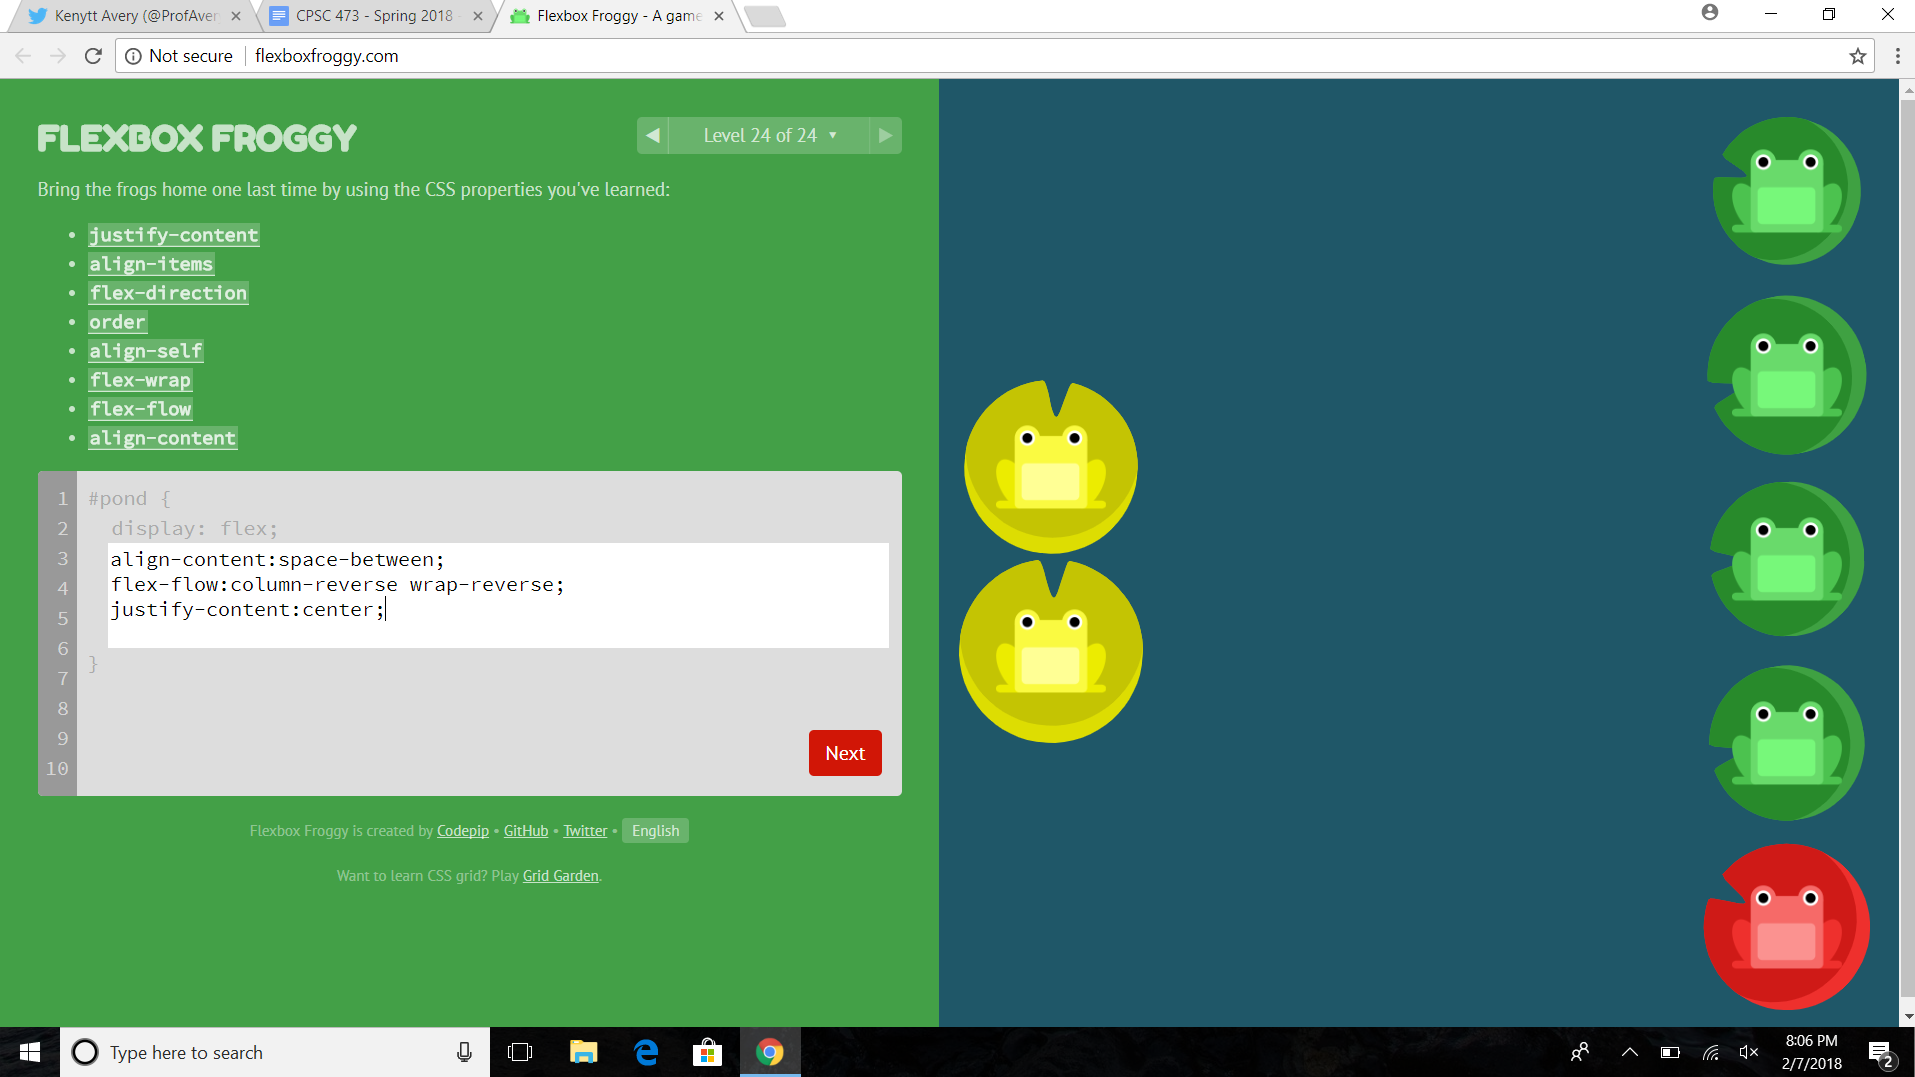 Kenytt Avery (@ProfAver
CPSC 473 - Spring 2018 -
Flexbox Froggy - A game
Not secure
flexboxfroggy.com
FLEXBOX FROGGY
Level 24 of 24
Bring the frogs home one last time by using the CSS properties you've learned:
• justify-content
• align-items
• flex-direction
• order
• align-self
• flex-wrap
• flex-flow
• align-content
1 #pond {
2 display: flex;
3 align-content:space-between;
4 flex-flow:column-reverse wrap-reverse;
5 justify-content:center;
6
7 }
8
9
10
Next
Flexbox Froggy is created by Codepip • GitHub • Twitter • English
Want to learn CSS grid? Play Grid Garden.
Type here to search
8:06 PM
2/7/2018
2